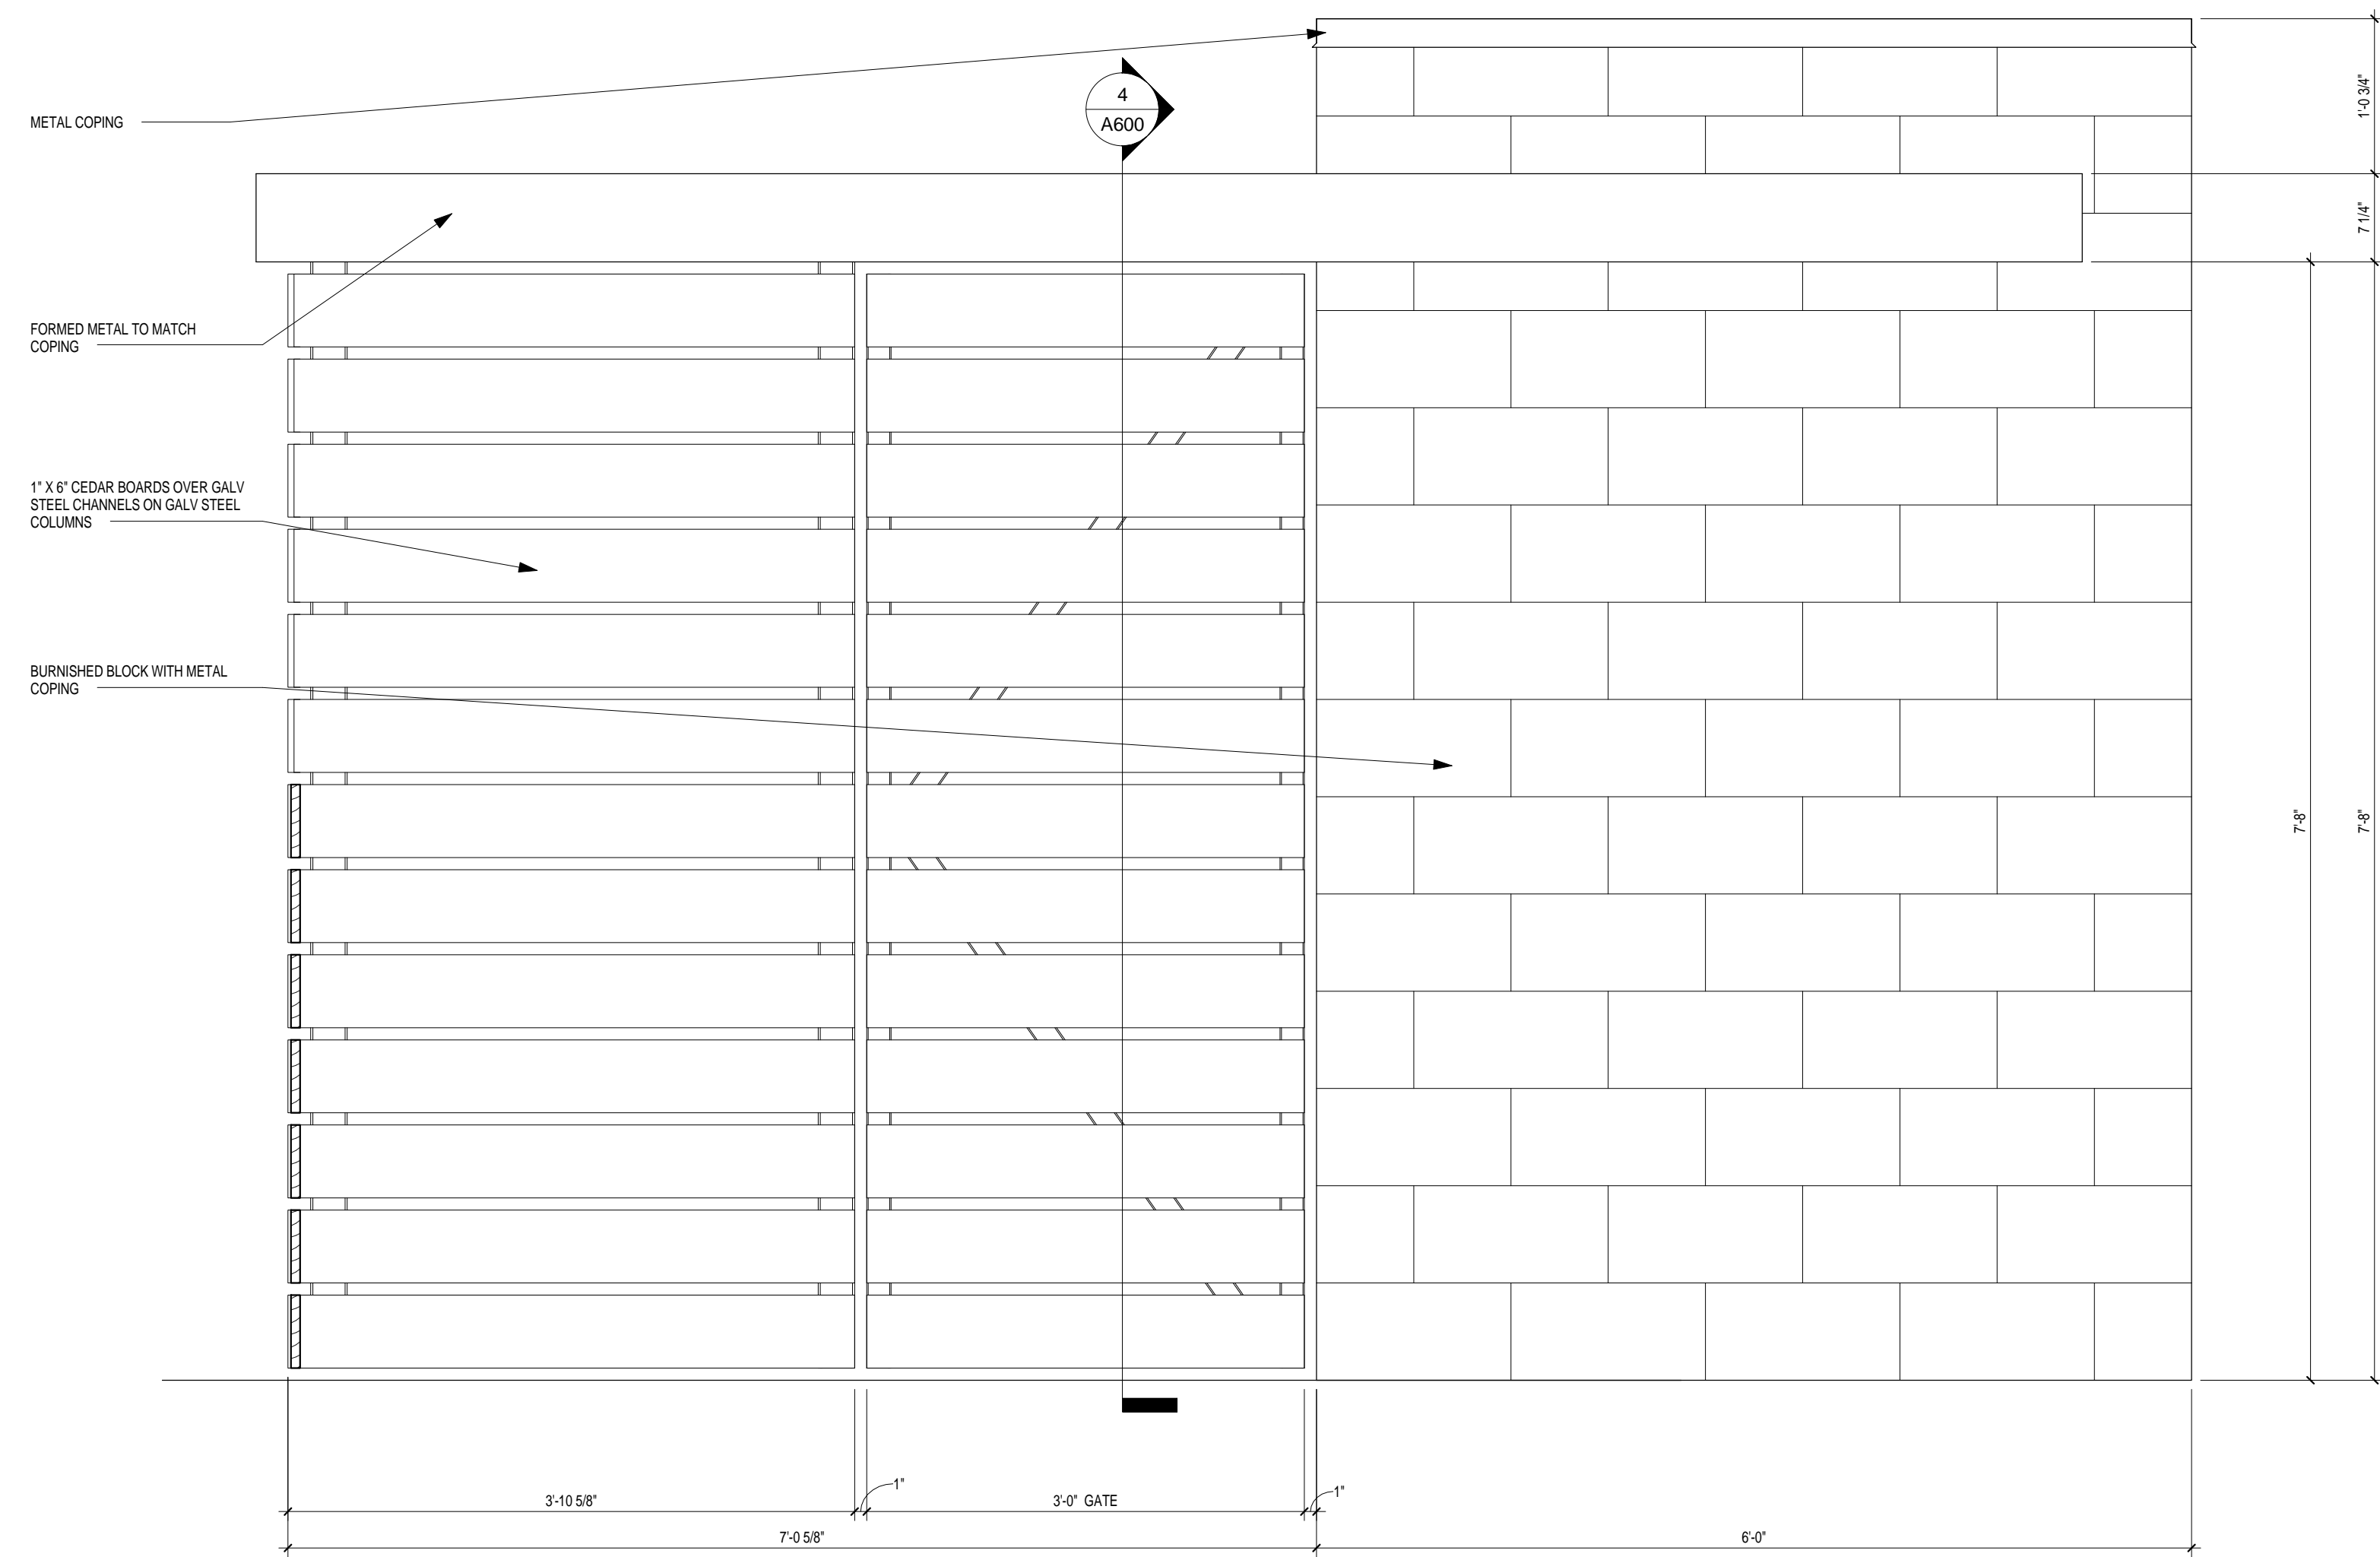 4
A600
METAL COPING
FORMED METAL TO MATCH
COPING
1" X 6" CEDAR BOARDS OVER GALV
STEEL CHANNELS ON GALV STEEL
COLUMNS
BURNISHED BLOCK WITH METAL
COPING
1'-0 3/4"
7 1/4"
7'-8"
7'-8"
3'-10 5/8"
1"
3'-0" GATE
1"
7'-0 5/8"
6'-0"